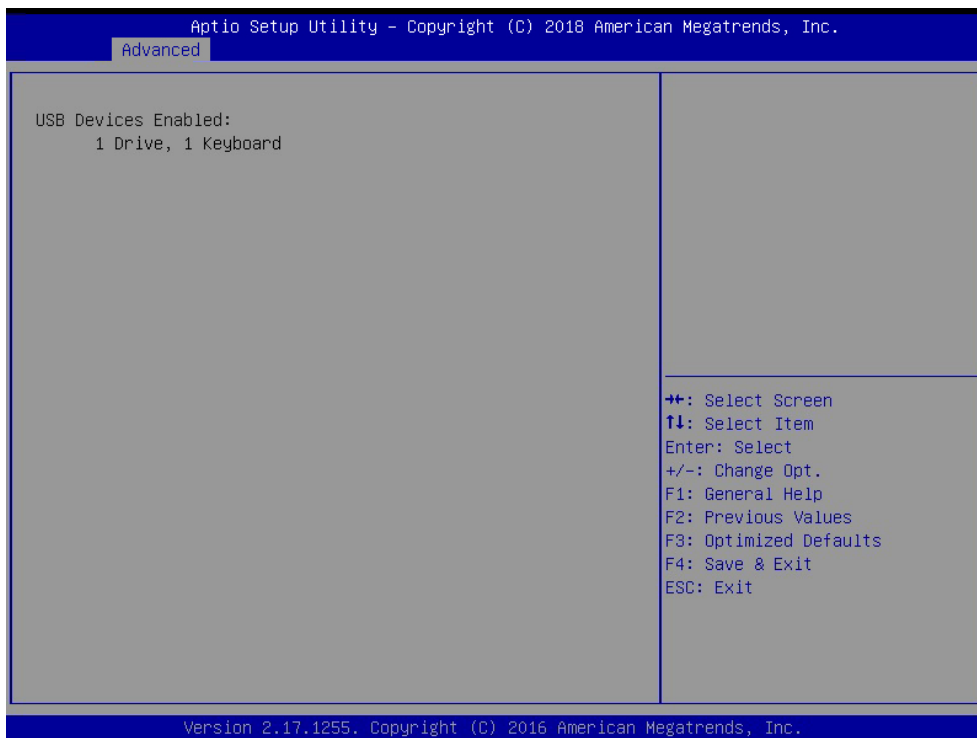 Aptio Setup Utility – Copyright (C) 2018 American Megatrends, Inc.
Advanced
USB Devices Enabled:
1 Drive, 1 Keyboard
→←: Select Screen
↑↓: Select Item
Enter: Select
+/-: Change Opt.
F1: General Help
F2: Previous Values
F3: Optimized Defaults
F4: Save & Exit
ESC: Exit
Version 2.17.1255. Copyright (C) 2016 American Megatrends, Inc.